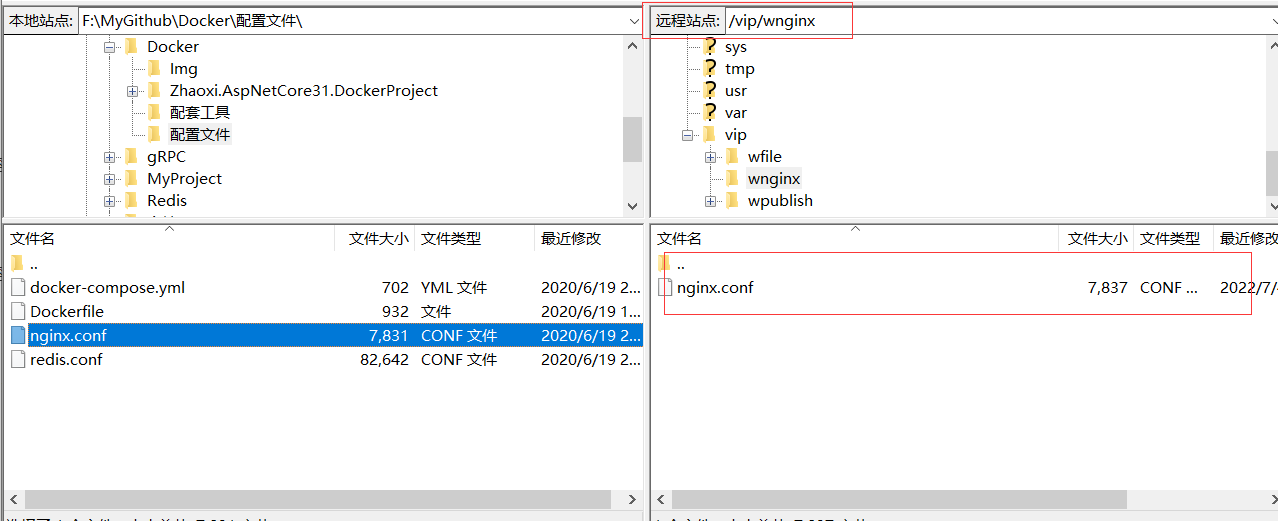 本地站点: F:\MyGithub\Docker\配置文件\
Docker
Img
Zhaoxi.AspNetCore31.DockerProject
配套工具
配置文件
gRPC
MyProject
Redis
文件名 文件大小 文件类型 最近修改
..
docker-compose.yml 702 YML 文件 2020/6/19 2...
Dockerfile 932 文件 2020/6/19 1...
nginx.conf 7,831 CONF 文件 2020/6/19 2...
redis.conf 82,642 CONF 文件 2020/6/19 2...
远程站点: /vip/wnginx
sys
tmp
usr
var
vip
wfile
wnginx
wpublish
文件名 文件大小 文件类型 最近修改
..
nginx.conf 7,837 CONF ... 2022/7/